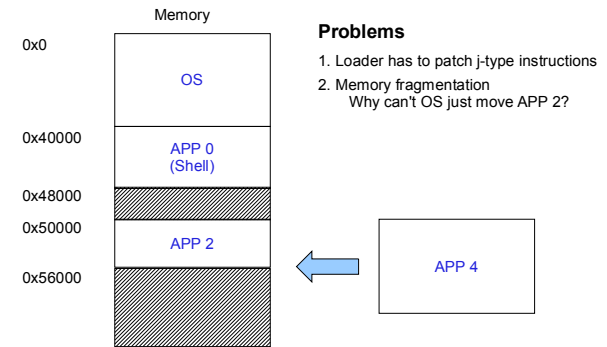 Memory
0x0
OS
0x40000
APP 0
(Shell)
0x48000
0x50000
APP 2
0x56000
Problems
1. Loader has to patch j-type instructions
2. Memory fragmentation
Why can't OS just move APP 2?
APP 4